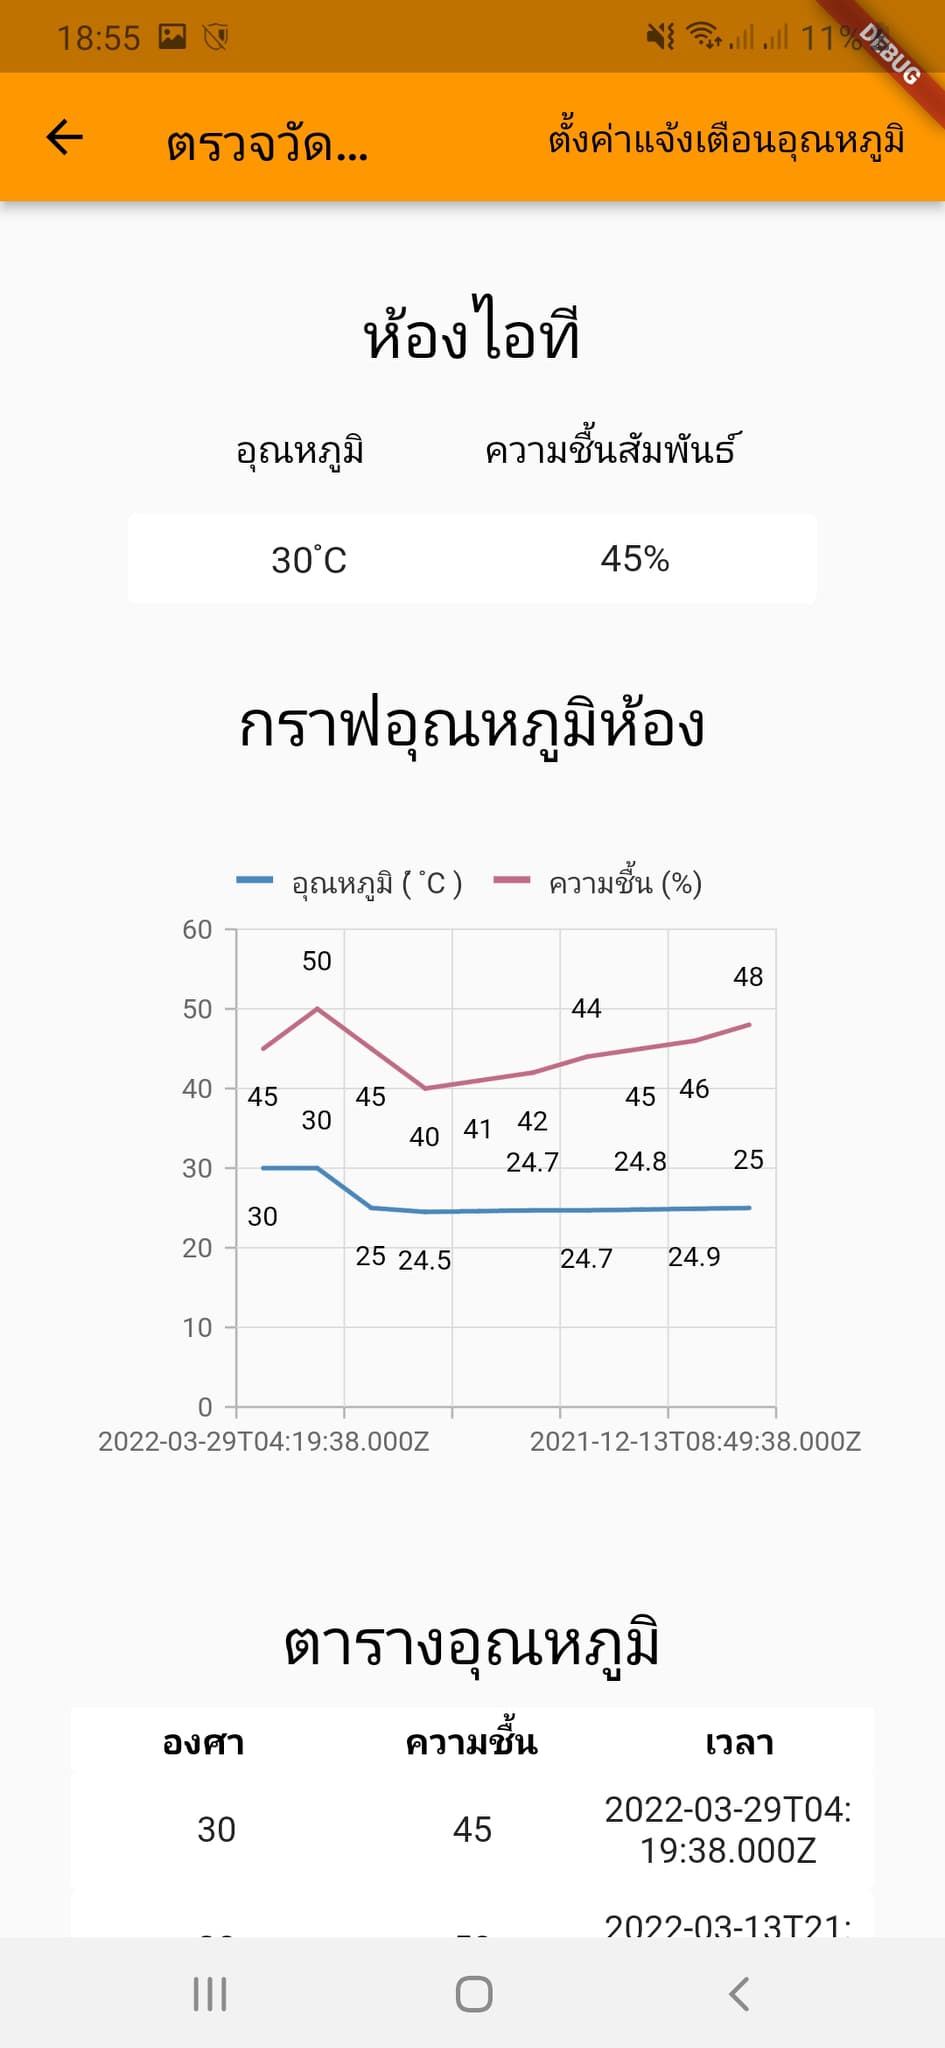 18:55
11%
DEBUG
ตรวจวัด...
ตั้งค่าแจ้งเตือนอุณหภูมิ
ห้องไอที
อุณหภูมิ ความชื้นสัมพันธ์
30°C 45%
กราฟอุณหภูมิห้อง
อุณหภูมิ ( ํC ) ความชื้น (%)
60
50
40
30
20
10
0
50
48
44
45
45
45
46
40
41
42
30
30
24.7
24.8
25
25
24.5
24.7
24.9
2022-03-29T04:19:38.000Z
2021-12-13T08:49:38.000Z
ตารางอุณหภูมิ
องศา ความชื้น เวลา
30 45 2022-03-29T04:
19:38.000Z
2022-03-13T21: